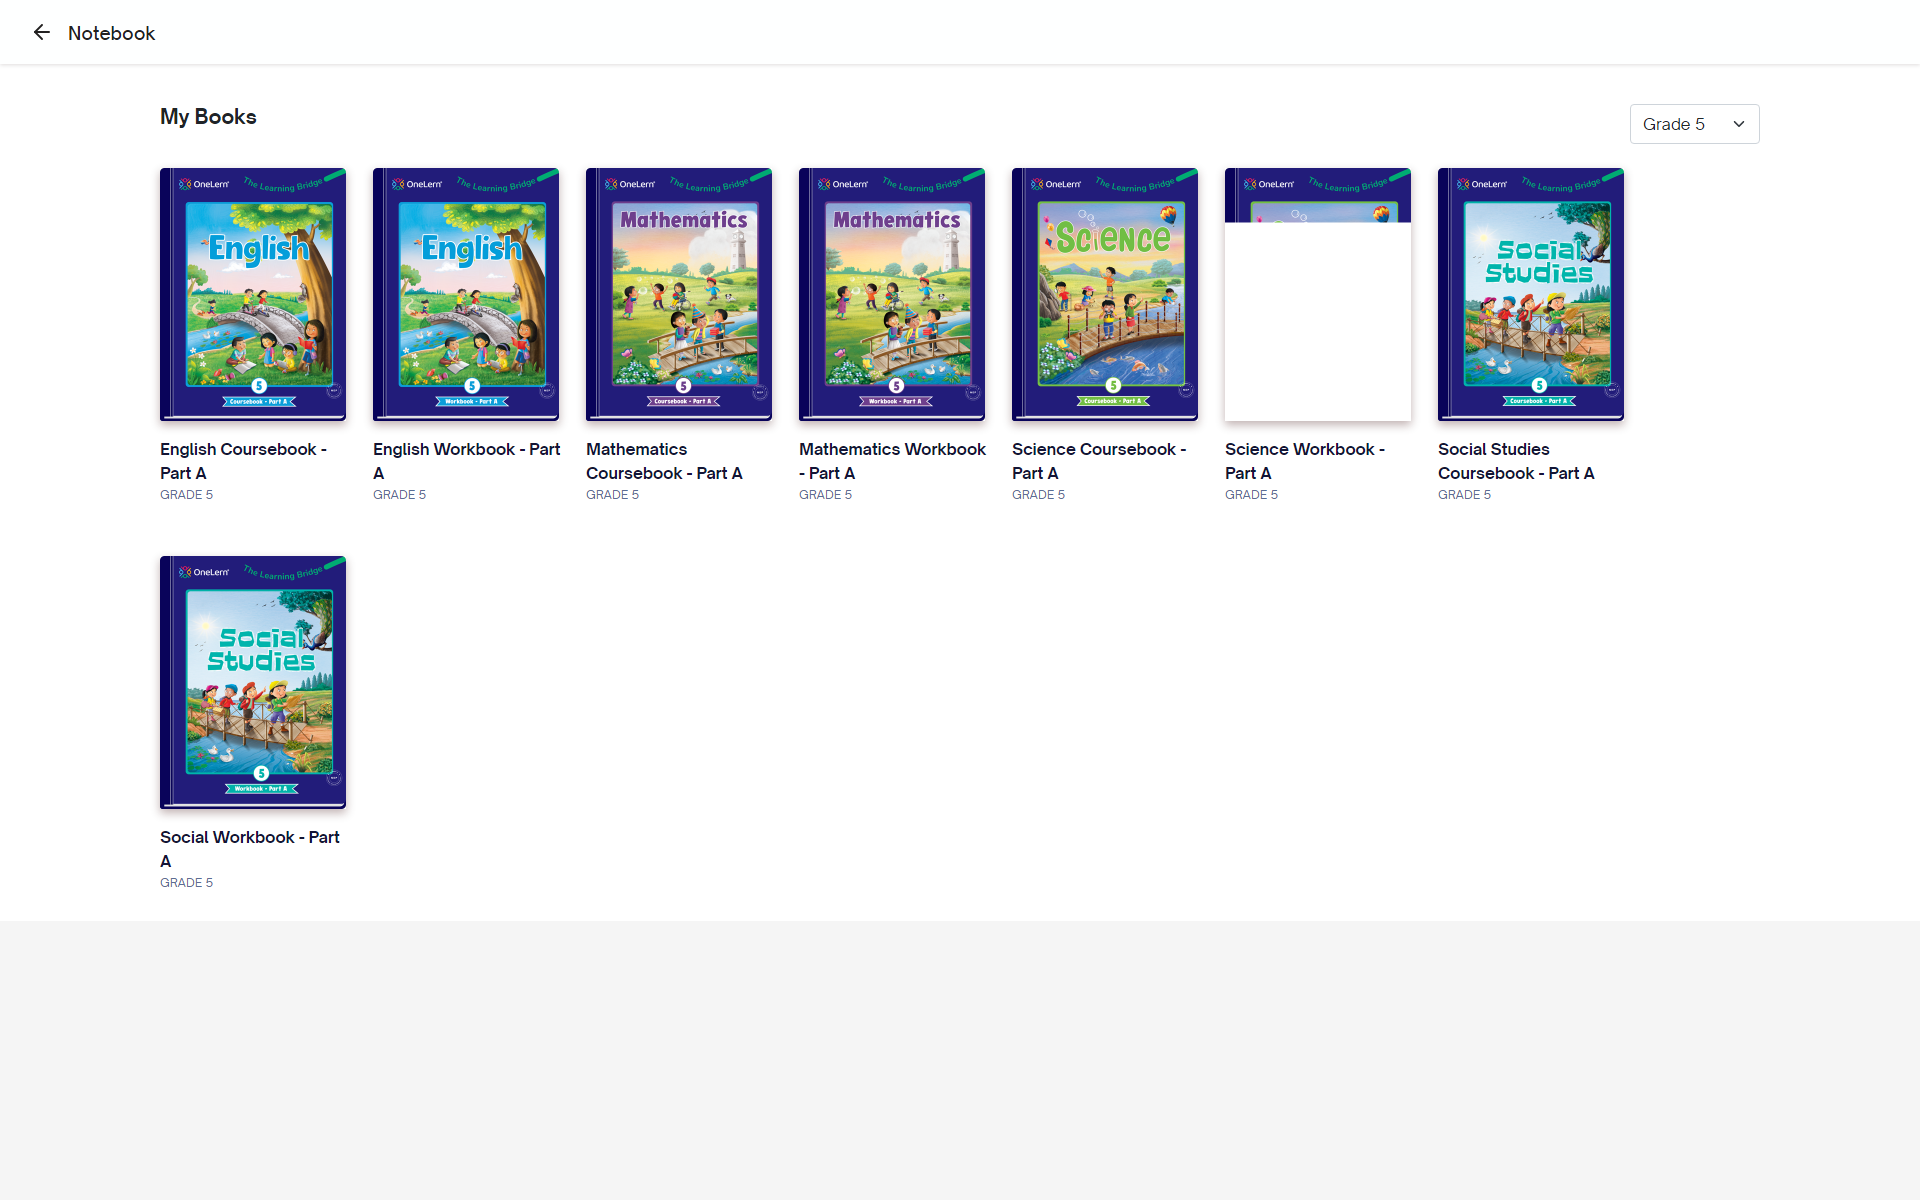 Notebook
My Books
Grade 5
OneLern
The Learning Bridge
English
5
Coursebook - Part A
OneLern
The Learning Bridge
English
5
Workbook - Part A
OneLern
The Learning Bridge
Mathematics
5
Coursebook - Part A
OneLern
The Learning Bridge
Mathematics
5
Workbook - Part A
OneLern
The Learning Bridge
Science
5
Coursebook - Part A
OneLern
The Learning Bridge
OneLern
The Learning Bridge
Social
Studies
5
Coursebook - Part A
English Coursebook -
Part A
GRADE 5
English Workbook - Part
A
GRADE 5
Mathematics
Coursebook - Part A
GRADE 5
Mathematics Workbook
- Part A
GRADE 5
Science Coursebook -
Part A
GRADE 5
Science Workbook -
Part A
GRADE 5
Social Studies
Coursebook - Part A
GRADE 5
OneLern
The Learning Bridge
Social
Studies
5
Workbook - Part A
Social Workbook - Part
A
GRADE 5